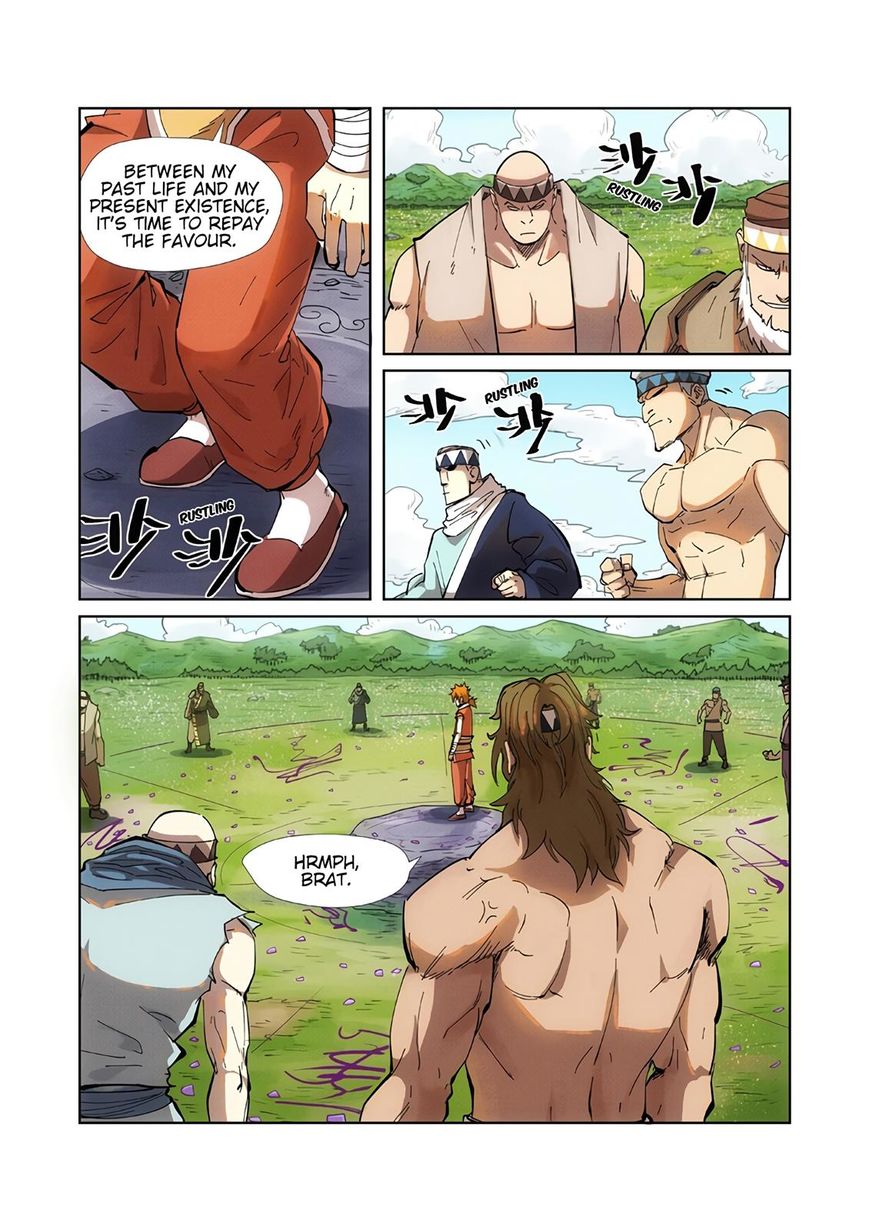 BETWEEN MY
PAST LIFE AND MY
PRESENT EXISTENCE,
IT'S TIME TO REPAY
THE FAVOUR.
RUSTLING
RUSTLING
RUSTLING
HRMPH,
BRAT.